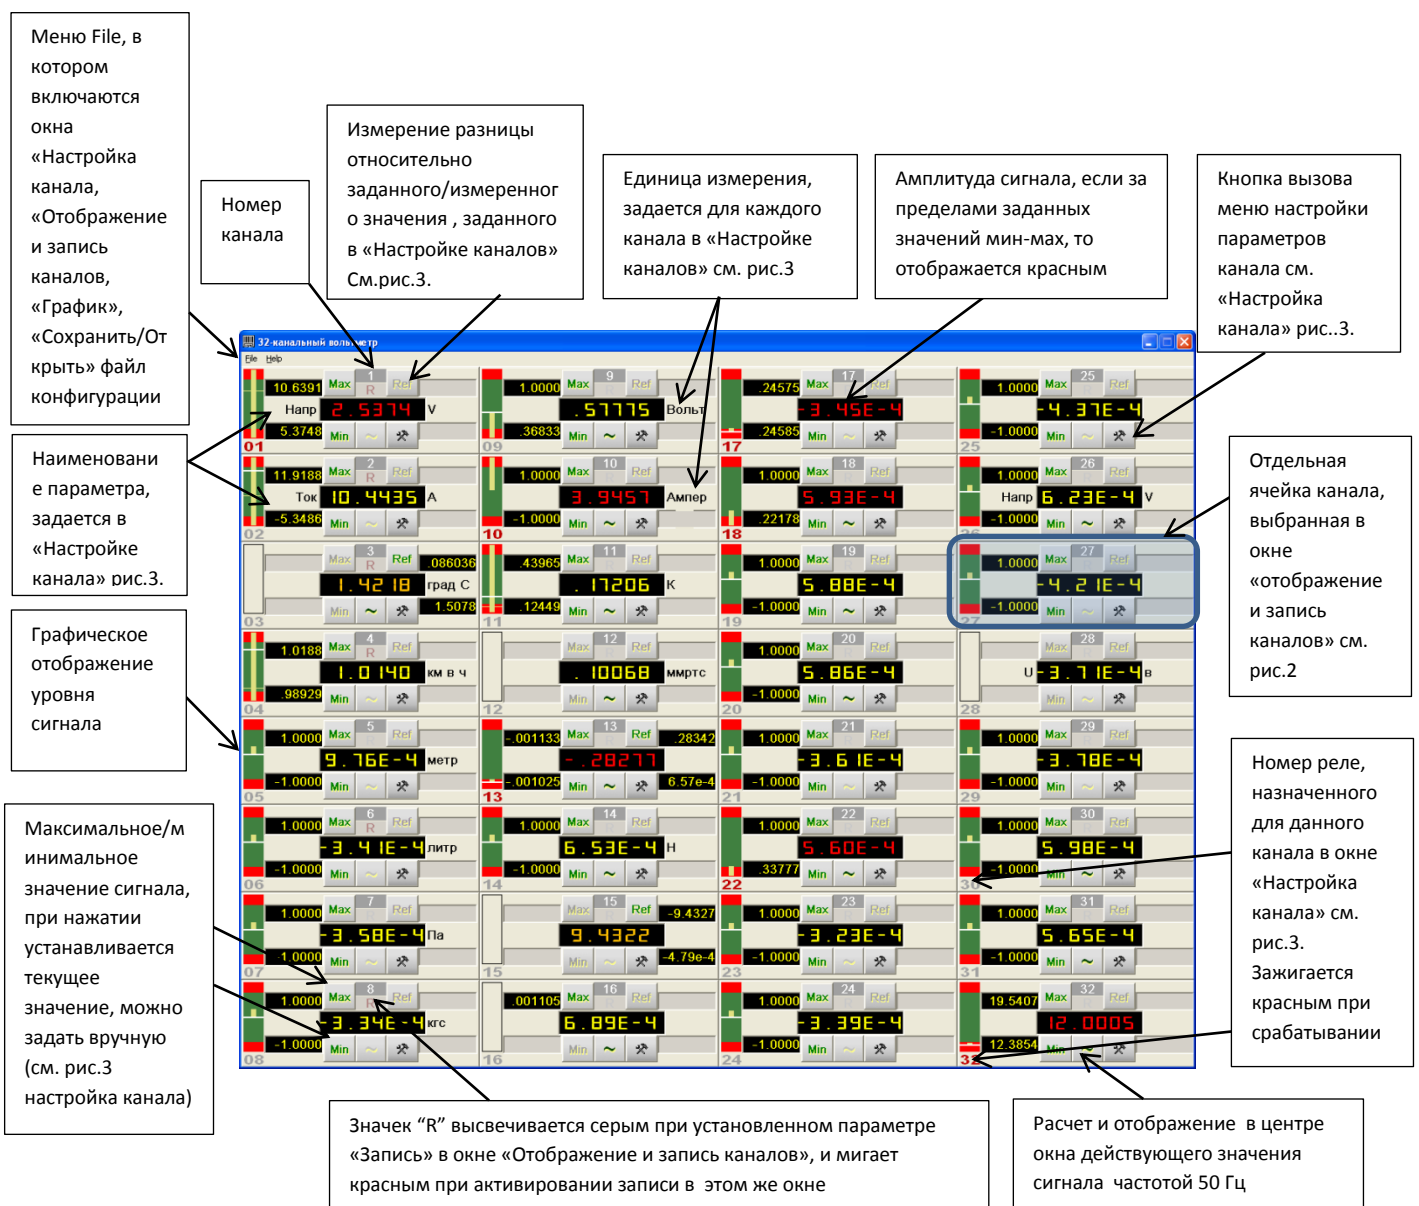 Меню File, в
котором
включаются
окна
«Настройка
канала,
«Отображение
и запись
каналов,
«График»,
«Сохранить/От
крыть» файл
конфигурации
Номер
канала
Измерение разницы
относительно
заданного/измеренног
о значения , заданного
в «Настройке каналов»
См.рис.3.
Единица измерения,
задается для каждого
канала в «Настройке
каналов» см. рис.3
Амплитуда сигнала, если за
пределами заданных
значений мин-мах, то
отображается красным
Кнопка вызова
меню настройки
параметров
канала см.
«Настройка
канала» рис..3.
Наименовани
е параметра,
задается в
«Настройке
канала» рис.3.
Графическое
отображение
уровня
сигнала
Максимальное/м
инимальное
значение сигнала,
при нажатии
устанавливается
текущее
значение, можно
задать вручную
(см. рис.3
настройка канала)
32-канальный вольтметр
File Help
10.6391 Max 1 R Ref
Напр 2.5374 V
5.3748 Min ~
01
11.9188 Max 2 R Ref
Ток 10.4435 A
-5.3486 Min ~
02
Max 3 R Ref .086036
1.4218 град С
Min ~ 1.5078
03
1.0188 Max 4 R Ref
1.0140 км в ч
.98929 Min ~
04
1.0000 Max 5 R Ref
9.76E-4 метр
-1.0000 Min ~
05
1.0000 Max 6 R Ref
-3.41E-4 литр
-1.0000 Min ~
06
1.0000 Max 7 R Ref
-3.58E-4 Па
-1.0000 Min ~
07
1.0000 Max 8 R Ref
-3.34E-4 кгс
-1.0000 Min ~
08
1.0000 Max 9 Ref
.57775 Вольт
.36833 Min ~
09
1.0000 Max 10 Ref
3.9457 Ампер
-1.0000 Min ~
10
.43965 Max 11 Ref
.17206 К
.12449 Min ~
11
Max 12 Ref
.10068 ммртс
Min ~
12
-.001133 Max 13 Ref .28342
-.28277
-.001025 Min ~ 6.57e-4
13
1.0000 Max 14 Ref
6.53E-4 Н
-1.0000 Min ~
14
Max 15 Ref -9.4327
9.4322
Min ~ -4.79e-4
15
.001105 Max 16 Ref
6.89E-4
Min ~
16
.24575 Max 17 Ref
-3.45E-4
.24585 Min ~
17
1.0000 Max 18 Ref
5.93E-4
.22178 Min ~
18
1.0000 Max 19 Ref
5.88E-4
-1.0000 Min ~
19
1.0000 Max 20 Ref
5.86E-4
-1.0000 Min ~
20
1.0000 Max 21 Ref
-3.61E-4
-1.0000 Min ~
21
1.0000 Max 22 Ref
5.60E-4
.33777 Min ~
22
1.0000 Max 23 Ref
-3.23E-4
-1.0000 Min ~
23
1.0000 Max 24 Ref
-3.39E-4
-1.0000 Min ~
24
1.0000 Max 25 Ref
-4.37E-4
-1.0000 Min ~
25
1.0000 Max 26 Ref
Напр 6.23E-4 V
-1.0000 Min ~
26
1.0000 Max 27 Ref
-4.21E-4
-1.0000 Min ~
27
Max 28 Ref
U -3.71E-4 в
Min ~
28
1.0000 Max 29 Ref
-3.78E-4
-1.0000 Min ~
29
1.0000 Max 30 Ref
5.98E-4
-1.0000 Min ~
30
1.0000 Max 31 Ref
5.65E-4
-1.0000 Min ~
31
19.5407 Max 32 Ref
12.0005
12.3854 Min ~
32
Отдельная
ячейка канала,
выбранная в
окне
«отображение
и запись
каналов» см.
рис.2
Номер реле,
назначенного
для данного
канала в окне
«Настройка
канала» см.
рис.3.
Зажигается
красным при
срабатывании
Значек “R” высвечивается серым при установленном параметре
«Запись» в окне «Отображение и запись каналов», и мигает
красным при активировании записи в этом же окне
Расчет и отображение в центре
окна действующего значения
сигнала частотой 50 Гц